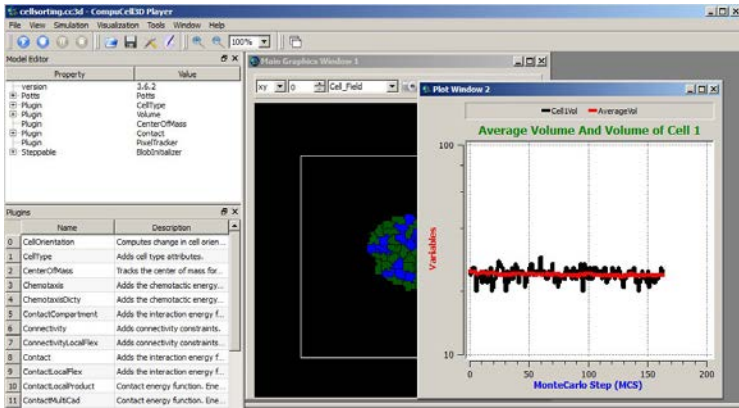 cellsorting.cc3d - CompuCell3D Player
File View Simulation Visualization Tools Window Help
100%
Model Editor
Property Value
version 3.6.2
Potts Potts
Plugin CellType
Plugin Volume
Plugin CenterOfMass
Plugin Contact
Plugin PixelTracker
Steppable BlobInitializer
Plugins
Name Description
0 CellOrientation Computes change in cell orien...
1 CellType Adds cell type attributes.
2 CenterOfMass Tracks the center of mass for...
3 Chemotaxis Adds the chemotactic energy...
4 ChemotaxisDicty Adds the chemotactic energy...
5 ContactCompartment Adds the interaction energy f...
6 Connectivity Adds connectivity constraints.
7 ConnectivityLocalFlex Adds connectivity constraints.
8 Contact Adds the interaction energy f...
9 ContactLocalFlex Adds the interaction energy f...
10 ContactLocalProduct Contact energy function. Ene...
11 ContactMultiCad Contact energy function. Ene...
Main Graphics Window 1
xy 0 Cell_Field
Plot Window 2
Cell1Vol AverageVol
Average Volume And Volume of Cell 1
100
Variables
10
0 50 100 150 200
MonteCarlo Step (MCS)